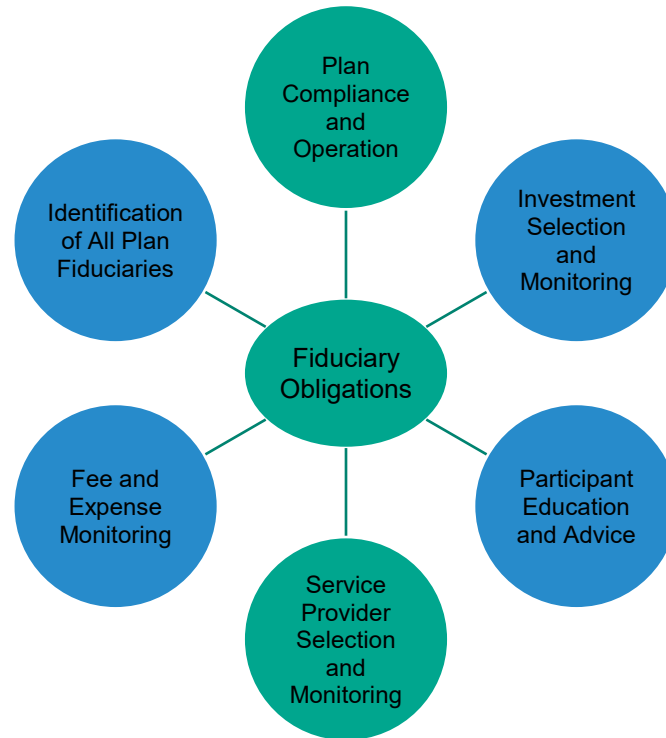 Plan
Compliance
and
Operation
Identification
of All Plan
Fiduciaries
Investment
Selection
and
Monitoring
Fiduciary
Obligations
Fee and
Expense
Monitoring
Participant
Education
and Advice
Service
Provider
Selection
and
Monitoring